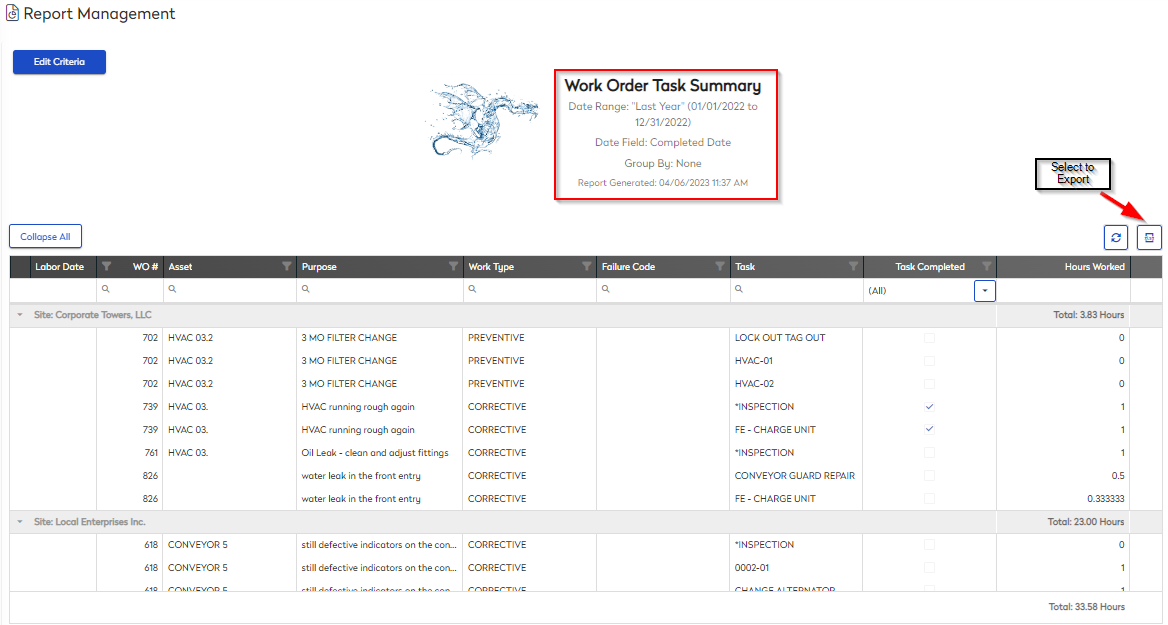 Report Management
Edit Criteria
Work Order Task Summary
Date Range: "Last Year" (01/01/2022 to
12/31/2022)
Date Field: Completed Date
Group By: None
Report Generated: 04/06/2023 11:37 AM
Select to
Export
Collapse All
Labor Date WO # Asset Purpose Work Type Failure Code Task Task Completed Hours Worked
(All)
Site: Corporate Towers, LLC Total: 3.83 Hours
702 HVAC 03.2 3 MO FILTER CHANGE PREVENTIVE LOCK OUT TAG OUT 0
702 HVAC 03.2 3 MO FILTER CHANGE PREVENTIVE HVAC-01 0
702 HVAC 03.2 3 MO FILTER CHANGE PREVENTIVE HVAC-02 0
739 HVAC 03. HVAC running rough again CORRECTIVE *INSPECTION 1
739 HVAC 03. HVAC running rough again CORRECTIVE FE - CHARGE UNIT 1
761 HVAC 03. Oil Leak - clean and adjust fittings CORRECTIVE *INSPECTION 1
826 water leak in the front entry CORRECTIVE CONVEYOR GUARD REPAIR 0.5
826 water leak in the front entry CORRECTIVE FE - CHARGE UNIT 0.333333
Site: Local Enterprises Inc. Total: 23.00 Hours
618 CONVEYOR 5 still defective indicators on the con... CORRECTIVE *INSPECTION 0
618 CONVEYOR 5 still defective indicators on the con... CORRECTIVE 0002-01 1
618 CONVEYOR 5 still defective indicators on the con... CORRECTIVE CHANGE ALTERNATOR 1
Total: 33.58 Hours